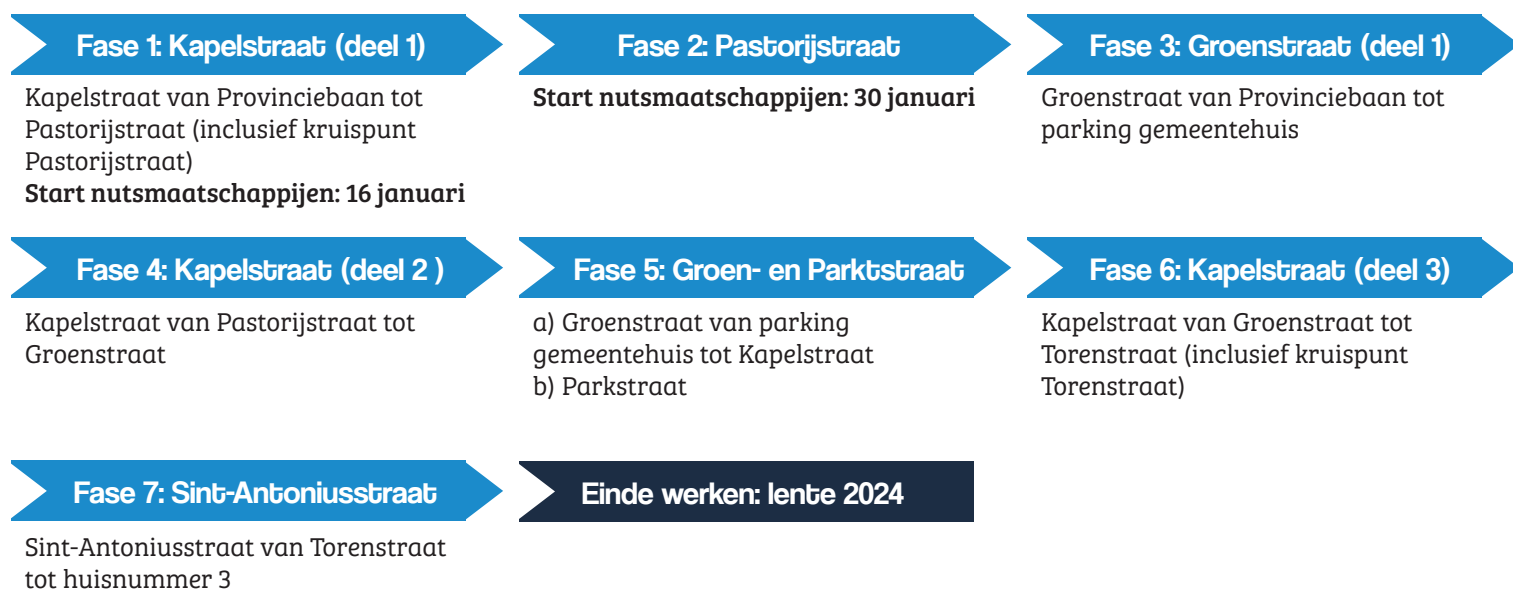 Fase 1: Kapelstraat (deel 1)
Kapelstraat van Provinciebaan tot
Pastorijstraat (inclusief kruispunt
Pastorijstraat)
Start nutsmaatschappijen: 16 januari
Fase 2: Pastorijstraat
Start nutsmaatschappijen: 30 januari
Fase 3: Groenstraat (deel 1)
Groenstraat van Provinciebaan tot
parking gemeentehuis
Fase 4: Kapelstraat (deel 2 )
Kapelstraat van Pastorijstraat tot
Groenstraat
Fase 5: Groen- en Parktstraat
a) Groenstraat van parking
gemeentehuis tot Kapelstraat
b) Parkstraat
Fase 6: Kapelstraat (deel 3)
Kapelstraat van Groenstraat tot
Torenstraat (inclusief kruispunt
Torenstraat)
Fase 7: Sint-Antoniusstraat
Sint-Antoniusstraat van Torenstraat
tot huisnummer 3
Einde werken: lente 2024